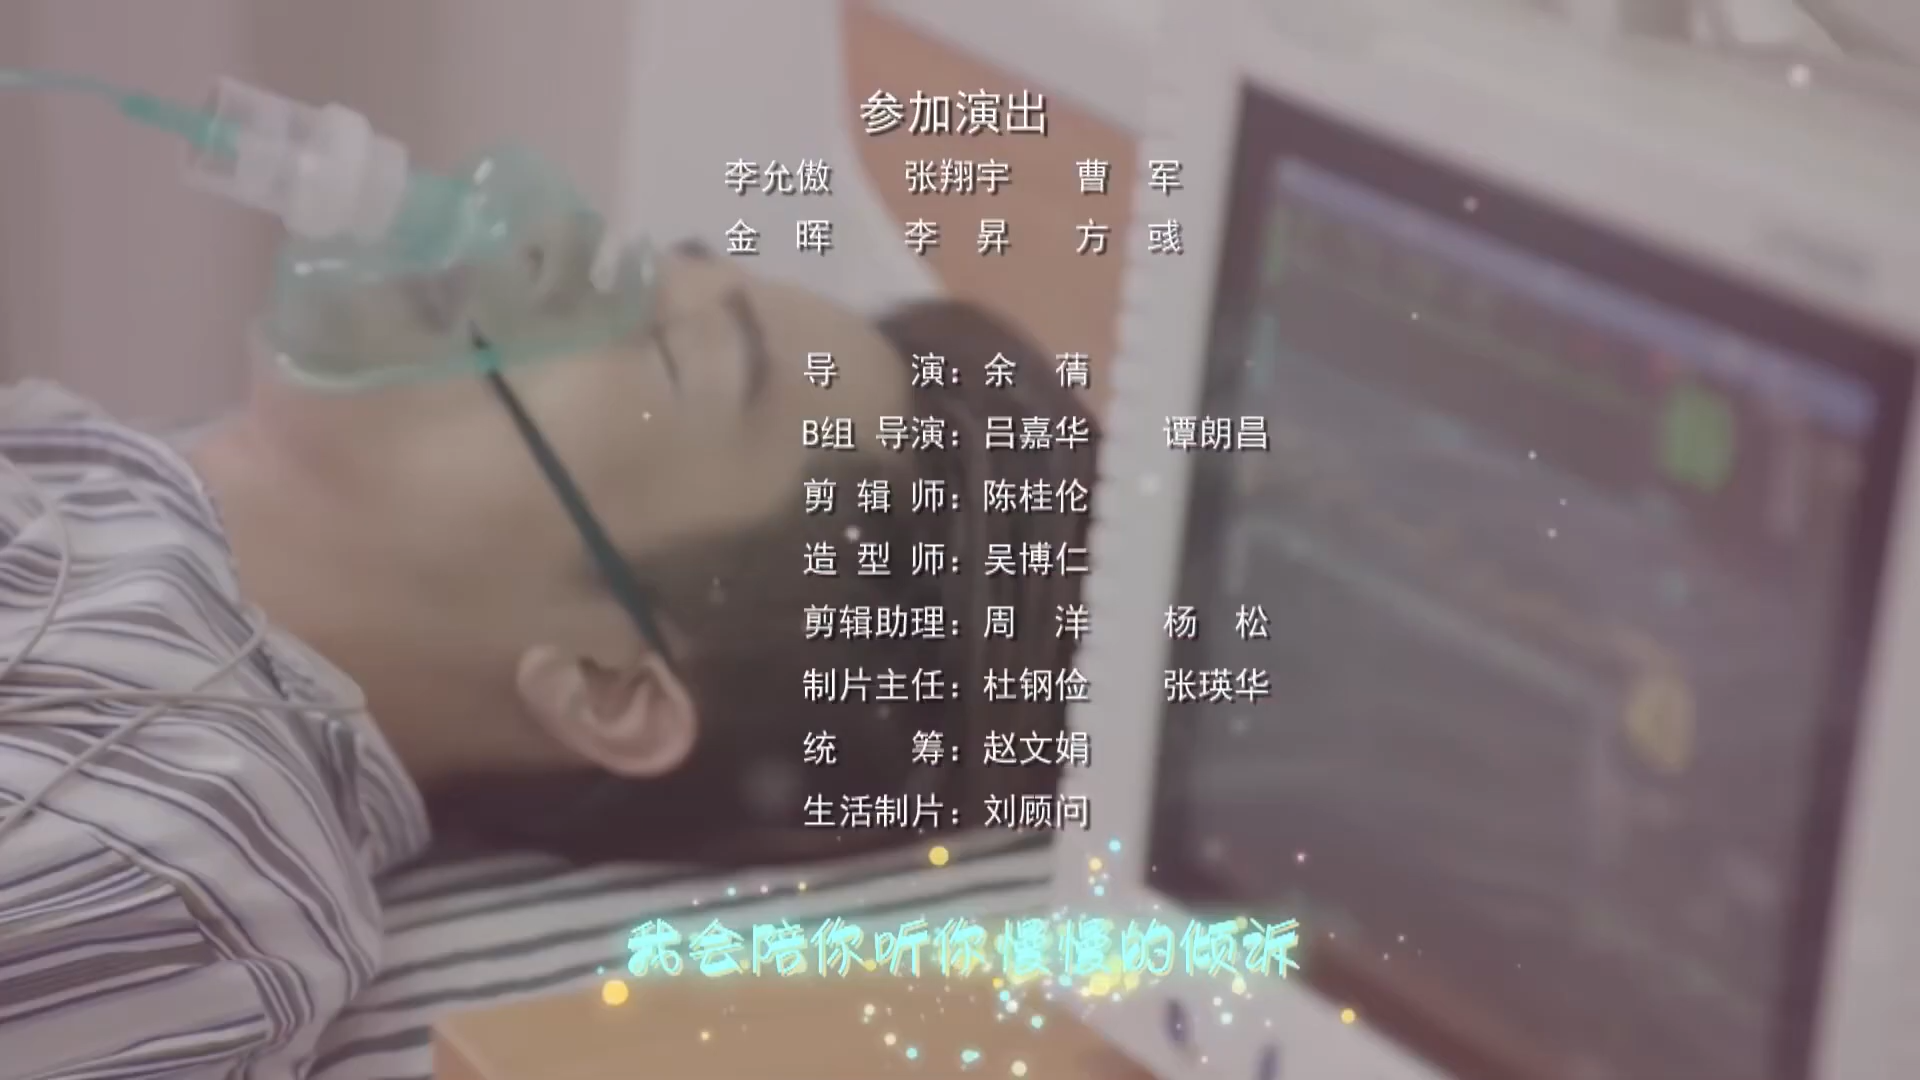 参加演出
李允傲 张翔宇 曹 军
金 晖 李 昇 方 彧
导 演：余 蒨
B组 导演：吕嘉华 谭朗昌
剪 辑 师：陈桂伦
造 型 师：吴博仁
剪辑助理：周 洋 杨 松
制片主任：杜钢俭 张瑛华
统 筹：赵文娟
生活制片：刘顾问
我会陪你听你慢慢的倾诉